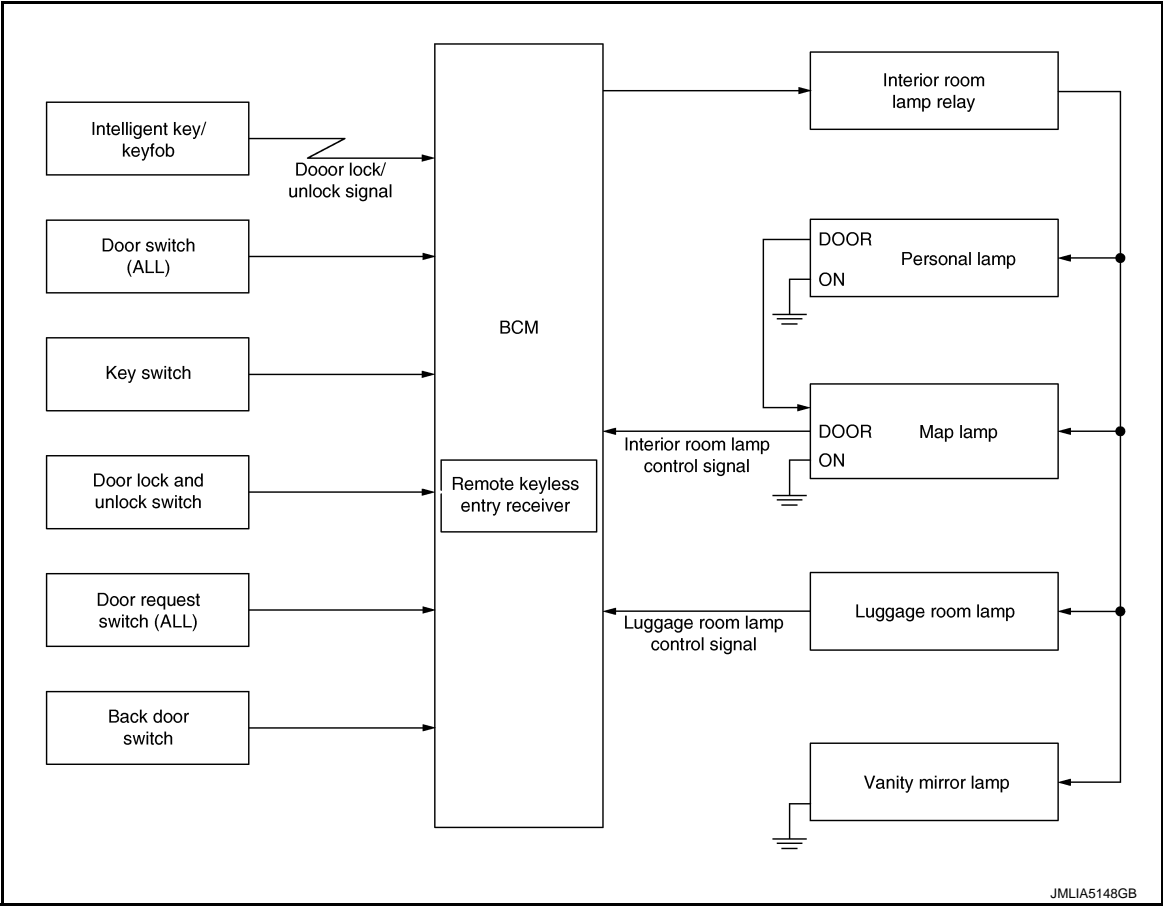 Intelligent key/
keyfob
Dooor lock/
unlock signal
Door switch
(ALL)
Key switch
Door lock and
unlock switch
Door request
switch (ALL)
Back door
switch
BCM
Remote keyless
entry receiver
Interior room
lamp relay
DOOR
Personal lamp
ON
DOOR
Map lamp
ON
Interior room lamp
control signal
Luggage room lamp
Luggage room lamp
control signal
Vanity mirror lamp
JMLIA5148GB